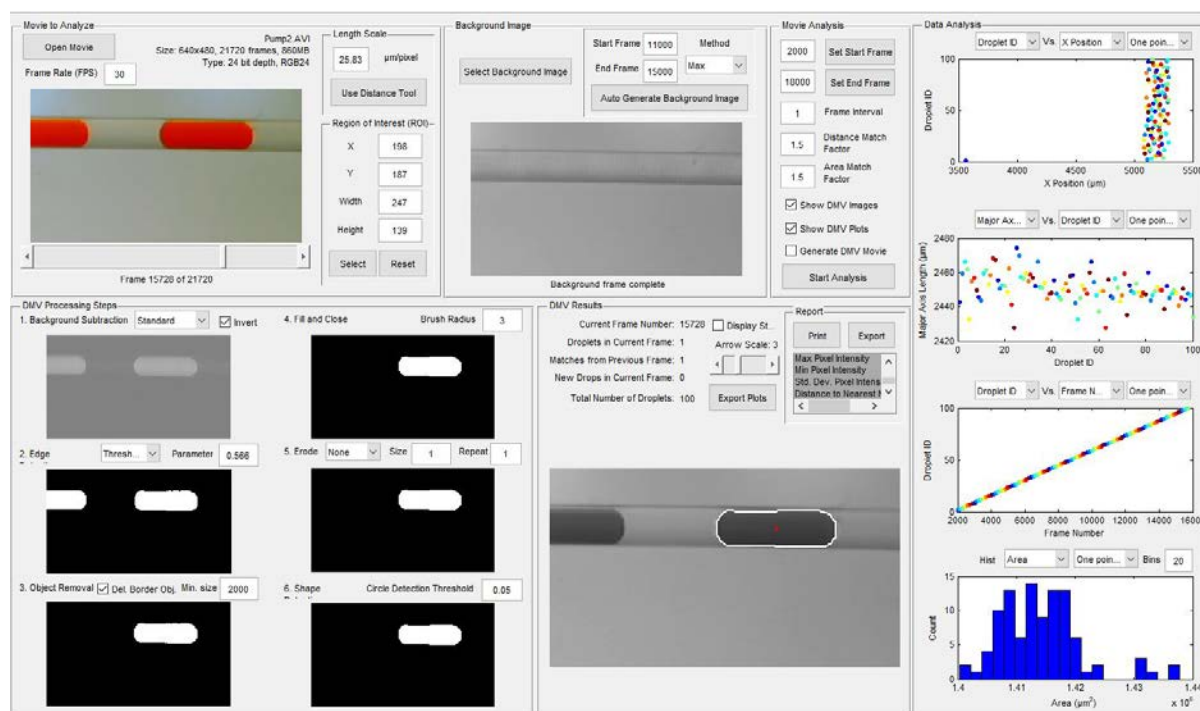 Movie to Analyze
Open Movie
Pump2.AVI
Size: 640x480, 21720 frames, 860MB
Type: 24 bit depth, RGB24
Frame Rate (FPS) 30
Frame 15728 of 21720
Length Scale
25.83 µm/pixel
Use Distance Tool
Region of Interest (ROI)
X 198
Y 187
Width 247
Height 139
Select Reset
Background Image
Select Background Image
Start Frame 11000 Method
End Frame 15000 Max
Auto Generate Background Image
Background frame complete
Movie Analysis
2000 Set Start Frame
18000 Set End Frame
1 Frame Interval
1.5 Distance Match
Factor
1.5 Area Match
Factor
Show DMV Images
Show DMV Plots
Generate DMV Movie
Start Analysis
DMV Processing Steps
1. Background Subtraction Standard Invert
4. Fill and Close Brush Radius 3
2. Edge Thresh... Parameter 0.566
5. Erode None Size 1 Repeat 1
3. Object Removal Del. Border Obj. Min. size 2000
6. Shape Circle Detection Threshold 0.05
DMV Results
Current Frame Number: 15728 Display St...
Droplets in Current Frame: 1
Matches from Previous Frame: 1
New Drops in Current Frame: 0
Total Number of Droplets: 100
Arrow Scale: 3
Export Plots
Report
Print Export
Max Pixel Intensity
Min Pixel Intensity
Std. Dev. Pixel Intens
Distance to Nearest
Data Analysis
Droplet ID Vs. X Position One poin...
100
50
0
Droplet ID
3500 4000 4500 5000 5500
X Position (µm)
Major Ax... Vs. Droplet ID One poin...
2480
2460
2440
2420
Major Axis Length (µm)
0 20 40 60 80 100
Droplet ID
Droplet ID Vs. Frame N... One poin...
100
50
0
Droplet ID
2000 4000 6000 8000 10000 12000 14000 16000
Frame Number
Hist Area One poin... Bins 20
15
10
5
0
Count
1.4 1.41 1.42 1.43 1.44
Area (µm²)